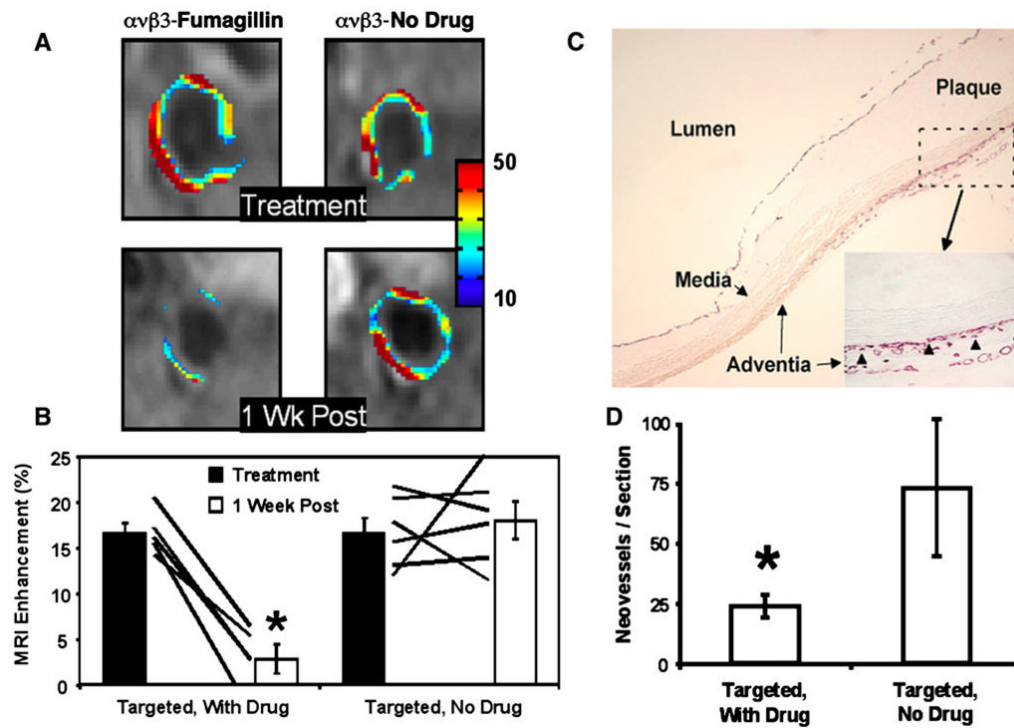 αvβ3-Fumagillin
αvβ3-No Drug
A
Treatment
50
10
1 Wk Post
C
Lumen
Plaque
Media
Adventia
B
MRI Enhancement (%)
25
20
15
10
5
0
Treatment
1 Week Post
*
Targeted, With Drug
Targeted, No Drug
D
Neovessels / Section
100
75
50
25
0
*
Targeted,
With Drug
Targeted,
No Drug